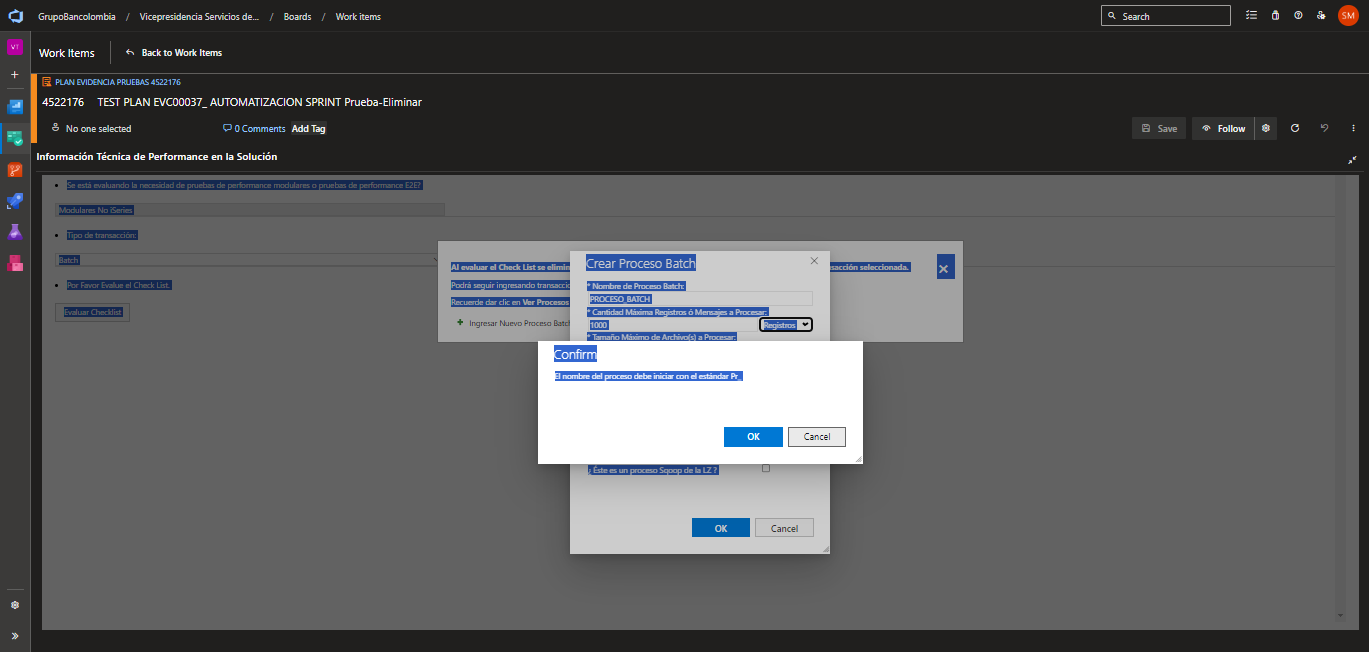 GrupoBancolombia / Vicepresidencia Servicios de... / Boards / Work items
Search
SM
VT
Work Items
Back to Work Items
PLAN EVIDENCIA PRUEBAS 4522176
4522176 TEST PLAN EVC00037_ AUTOMATIZACION SPRINT Prueba-Eliminar
No one selected
0 Comments
Add Tag
Save
Follow
Información Técnica de Performance en la Solución
Se está evaluando la necesidad de pruebas de performance modulares o pruebas de performance E2E?
Modulares No iSeries
Tipo de transacción:
Batch
Por Favor Evalue el Check List.
Evaluar Checklist
Al evaluar el Check List se elimin
sacción seleccionada.
Podrá seguir ingresando transacció
Recuerde dar clic en Ver Procesos
Ingresar Nuevo Proceso Batch
Crear Proceso Batch
* Nombre de Proceso Batch:
PROCESO_BATCH
* Cantidad Máxima Registros ó Mensajes a Procesar:
1000
Registros
* Tamaño Máximo de Archivo(s) a Procesar:
Confirm
El nombre del proceso debe iniciar con el estándar Pr_
OK
Cancel
¿ Éste es un proceso Sqoop de la LZ ?
OK
Cancel